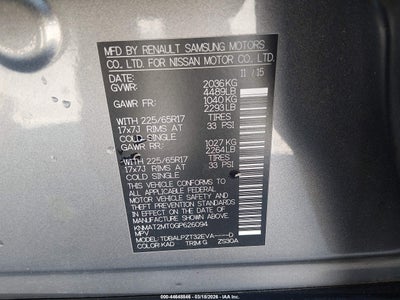 MFD BY RENAULT SAMSUNG MOTORS
CO., LTD. FOR NISSAN MOTOR CO., LTD.
DATE: 11 / 15
GVWR: 2036KG
4489LB
GAWR FR: 1040KG
2293LB
WITH 225/65R17 TIRES
17x7J RIMS AT 33 PSI
COLD SINGLE
GAWR RR: 1027KG
2264LB
WITH 225/65R17 TIRES
17x7J RIMS AT 33 PSI
COLD SINGLE
THIS VEHICLE CONFORMS TO ALL
APPLICABLE FEDERAL MOTOR
VEHICLE SAFETY, BUMPER, AND
THEFT PREVENTION STANDARDS
IN EFFECT ON THE DATE OF
MANUFACTURE SHOWN ABOVE.
KNMAT2MT0GP626094
MPV
MODEL:TDBALPZT32EVA----D
COLOR:KAD TRIM:G ZS30A
### 44648846 - 03/18/2026 - IAAI.COM